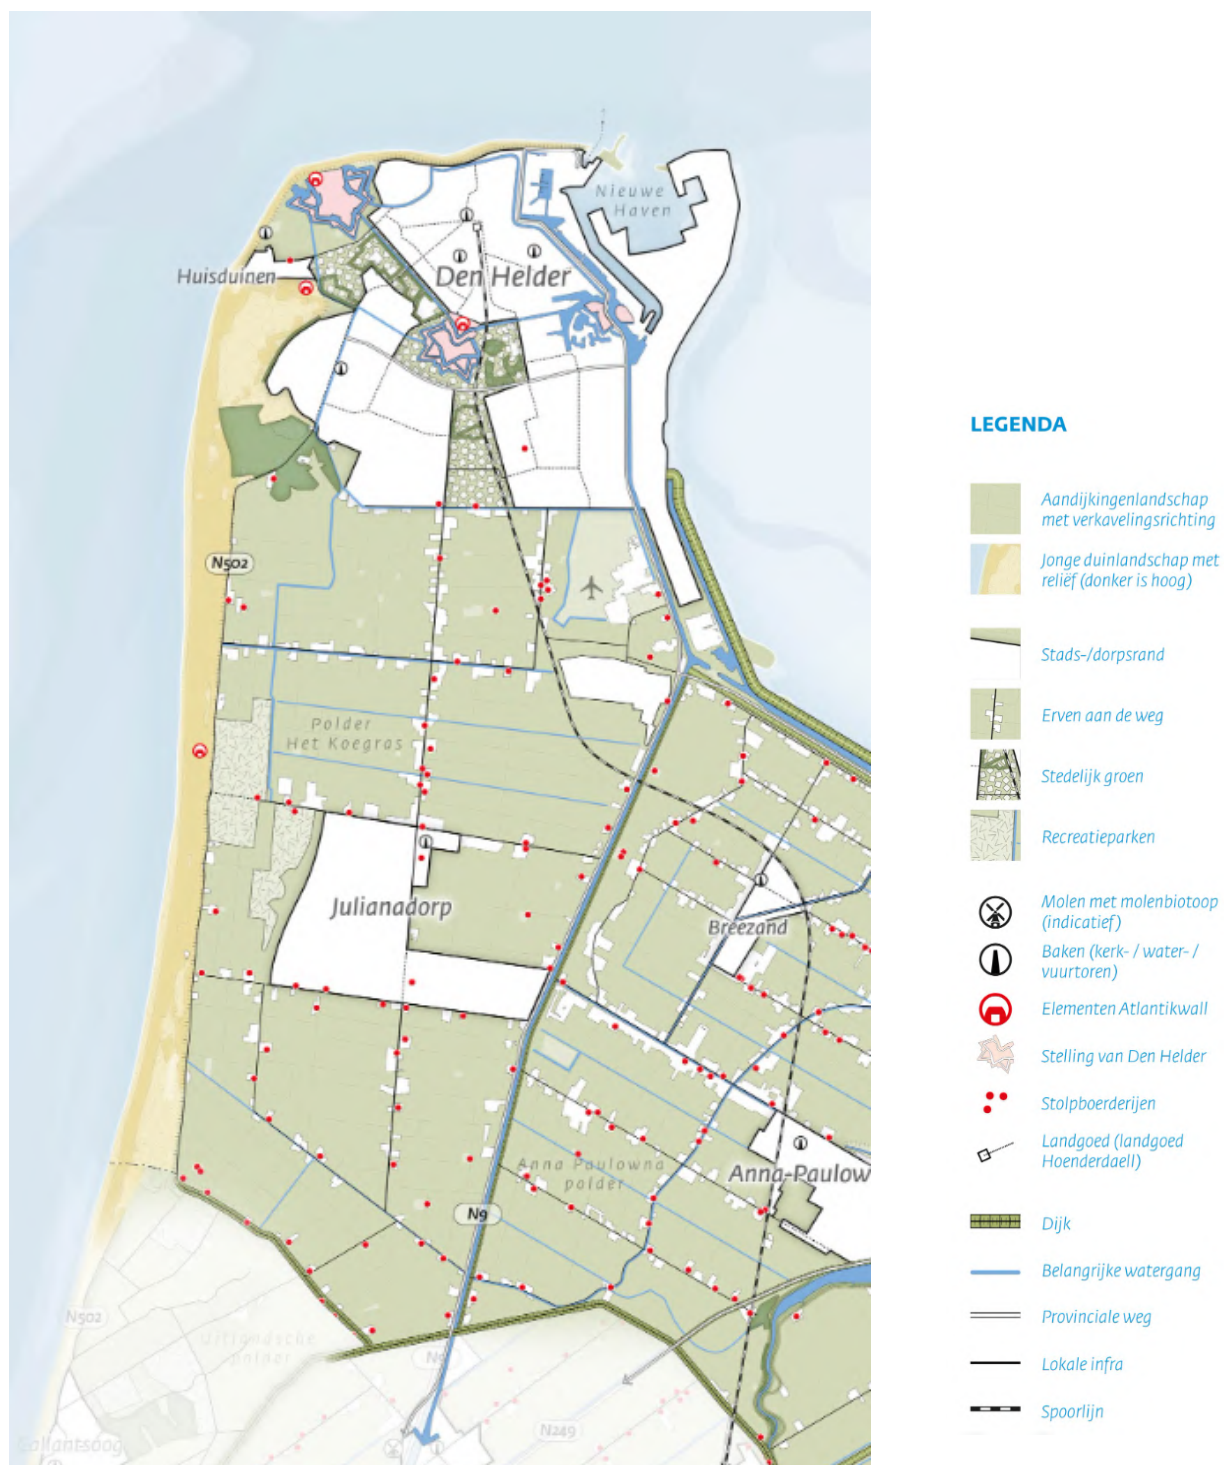 Nieuwe
Haven
Huisduinen
Den Helder
N502
Polder
Het Koegras
Julianadorp
Breezand
Anna Paulowna
polder
Anna-Paulow
N9
N502
Uitlandsche
polder
N9
N249
Callantsoog
LEGENDA
Aandijkingenlandschap
met verkavelingsrichting
Jonge duinlandschap met
reliëf (donker is hoog)
Stads-/dorpsrand
Erven aan de weg
Stedelijk groen
Recreatieparken
Molen met molenbiotoop
(indicatief)
Baken (kerk- / water- /
vuurtoren)
Elementen Atlantikwall
Stelling van Den Helder
Stolpboerderijen
Landgoed (landgoed
Hoenderdaell)
Dijk
Belangrijke watergang
Provinciale weg
Lokale infra
Spoorlijn